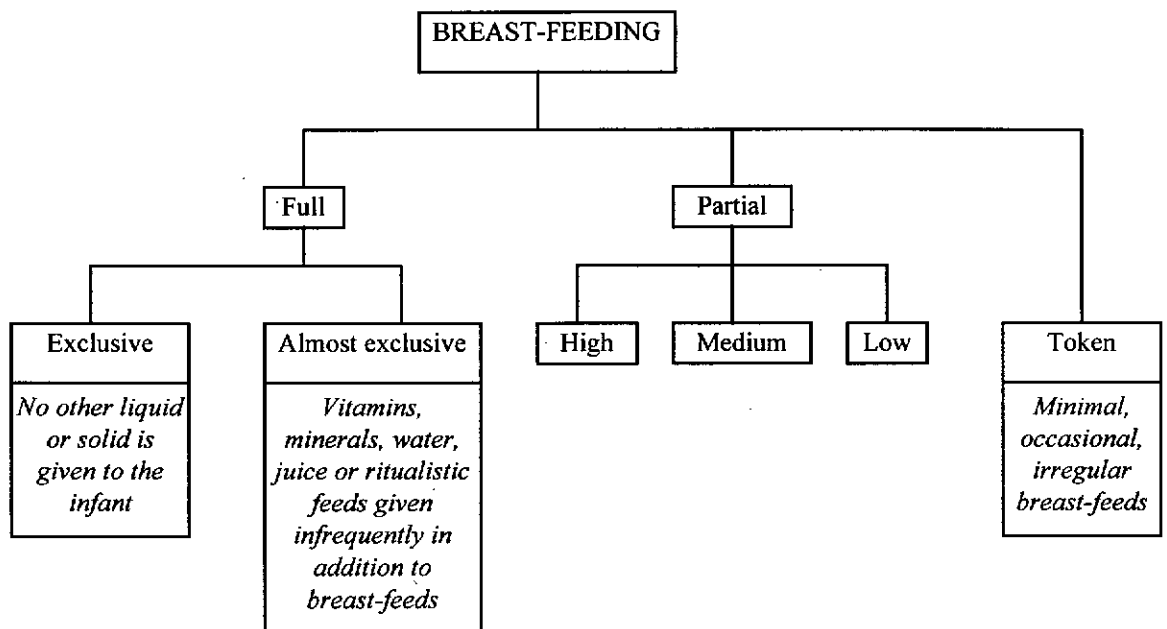 BREAST-FEEDING
Full
Partial
Exclusive
No other liquid
or solid is
given to the
infant
Almost exclusive
Vitamins,
minerals, water,
juice or ritualistic
feeds given
infrequently in
addition to
breast-feeds
High
Medium
Low
Token
Minimal,
occasional,
irregular
breast-feeds